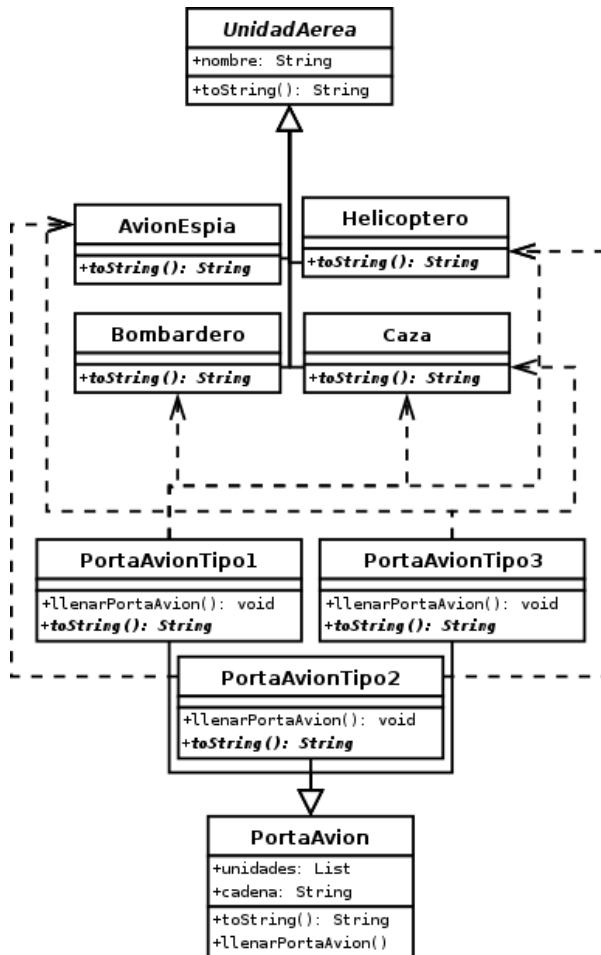 UnidadAerea
+nombre: String
+toString(): String
AvionEspia
+toString(): String
Helicoptero
+toString(): String
Bombardero
+toString(): String
Caza
+toString(): String
PortaAvionTipo1
+llenarPortaAvion(): void
+toString(): String
PortaAvionTipo3
+llenarPortaAvion(): void
+toString(): String
PortaAvionTipo2
+llenarPortaAvion(): void
+toString(): String
PortaAvion
+unidades: List
+cadena: String
+toString(): String
+llenarPortaAvion()